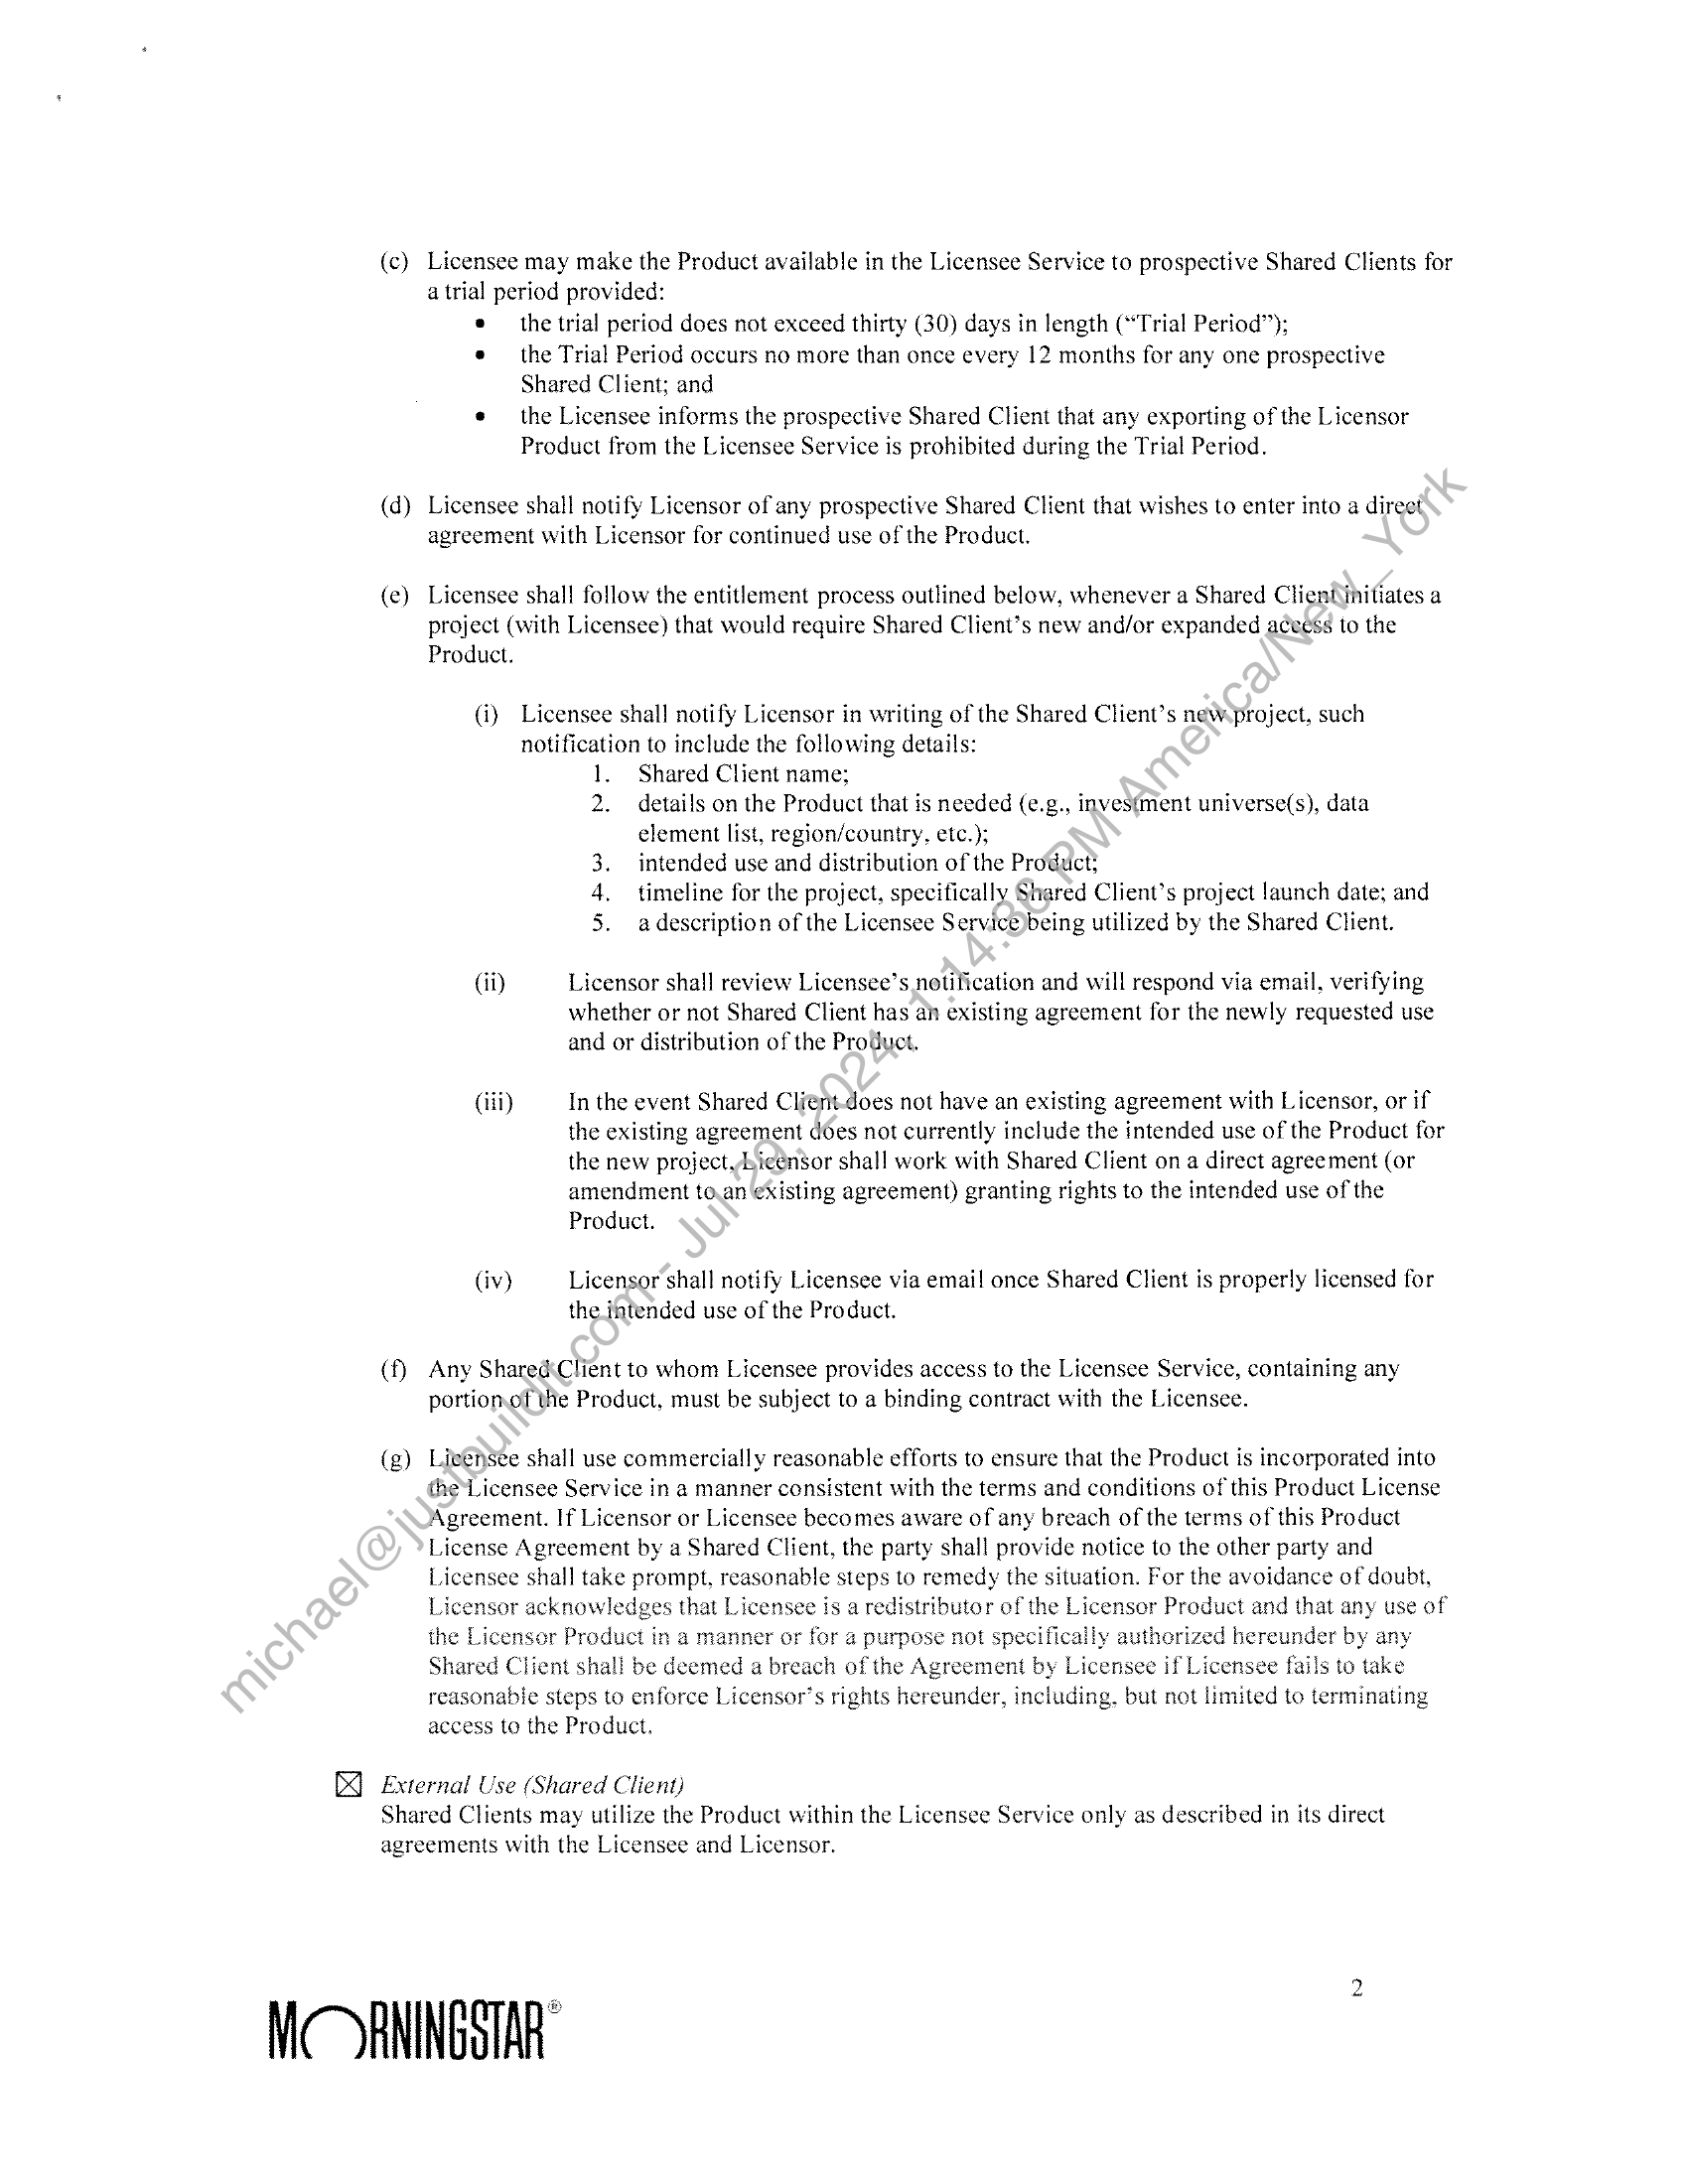 (c) Licensee may make the Product available in the Licensee Service to prospective Shared Clients for
a trial period provided:
• the trial period does not exceed thirty (30) days in length (“Trial Period”);
• the Trial Period occurs no more than once every 12 months for any one prospective
Shared Client; and
• the Licensee informs the prospective Shared Client that any exporting of the Licensor
Product from the Licensee Service is prohibited during the Trial Period.
(d) Licensee shall notify Licensor of any prospective Shared Client that wishes to enter into a direct
agreement with Licensor for continued use of the Product.
(e) Licensee shall follow the entitlement process outlined below, whenever a Shared Client initiates a
project (with Licensee) that would require Shared Client’s new and/or expanded access to the
Product.
(i) Licensee shall notify Licensor in writing of the Shared Client’s new project, such
notification to include the following details:
1. Shared Client name;
2. details on the Product that is needed (e.g., investment universe(s), data
element list, region/country, etc.);
3. intended use and distribution of the Product;
4. timeline for the project, specifically Shared Client’s project launch date; and
5. a description of the Licensee Service being utilized by the Shared Client.
(ii) Licensor shall review Licensee’s notification and will respond via email, verifying
whether or not Shared Client has an existing agreement for the newly requested use
and or distribution of the Product.
(iii) In the event Shared Client does not have an existing agreement with Licensor, or if
the existing agreement does not currently include the intended use of the Product for
the new project, Licensor shall work with Shared Client on a direct agreement (or
amendment to an existing agreement) granting rights to the intended use of the
Product.
(iv) Licensor shall notify Licensee via email once Shared Client is properly licensed for
the intended use of the Product.
(f) Any Shared Client to whom Licensee provides access to the Licensee Service, containing any
portion of the Product, must be subject to a binding contract with the Licensee.
(g) Licensee shall use commercially reasonable efforts to ensure that the Product is incorporated into
the Licensee Service in a manner consistent with the terms and conditions of this Product License
Agreement. If Licensor or Licensee becomes aware of any breach of the terms of this Product
License Agreement by a Shared Client, the party shall provide notice to the other party and
Licensee shall take prompt, reasonable steps to remedy the situation. For the avoidance of doubt,
Licensor acknowledges that Licensee is a redistributor of the Licensor Product and that any use of
the Licensor Product in a manner or for a purpose not specifically authorized hereunder by any
Shared Client shall be deemed a breach of the Agreement by Licensee if Licensee fails to take
reasonable steps to enforce Licensor’s rights hereunder, including, but not limited to terminating
access to the Product.
☒ External Use (Shared Client)
Shared Clients may utilize the Product within the Licensee Service only as described in its direct
agreements with the Licensee and Licensor.
2
MORNINGSTAR®
michael@justbuildit.com - Jul 29, 2024, 1:14:36 PM America/New_York